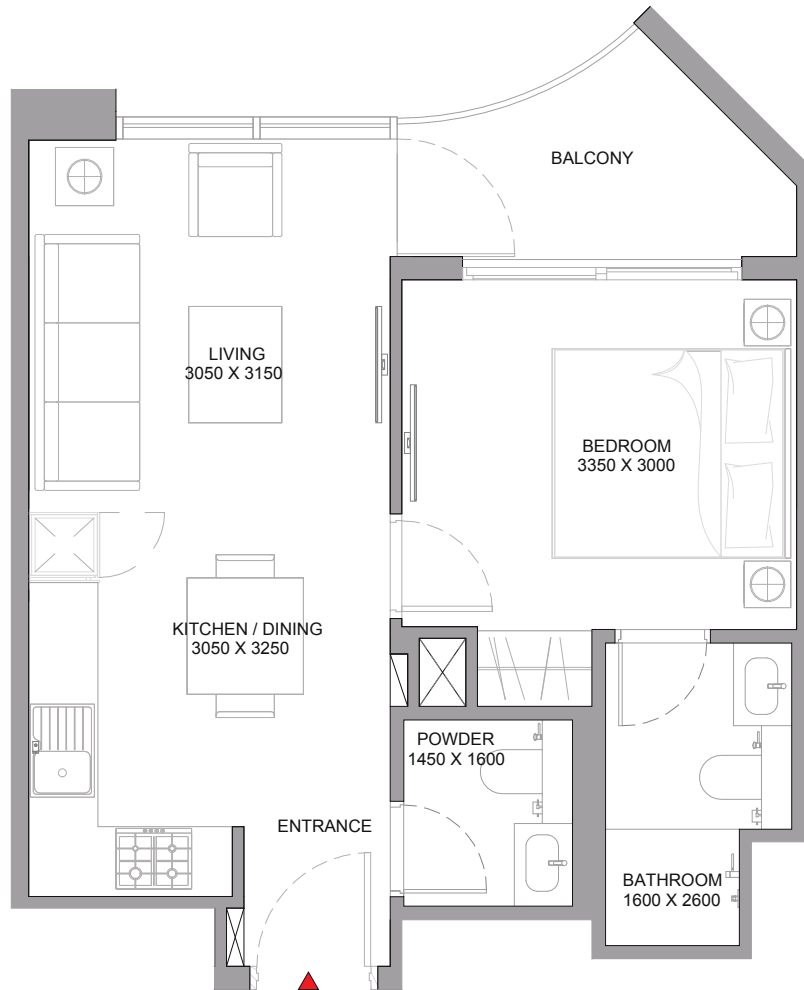 BALCONY
LIVING
3050 X 3150
BEDROOM
3350 X 3000
KITCHEN / DINING
3050 X 3250
POWDER
1450 X 1600
ENTRANCE
BATHROOM
1600 X 2600